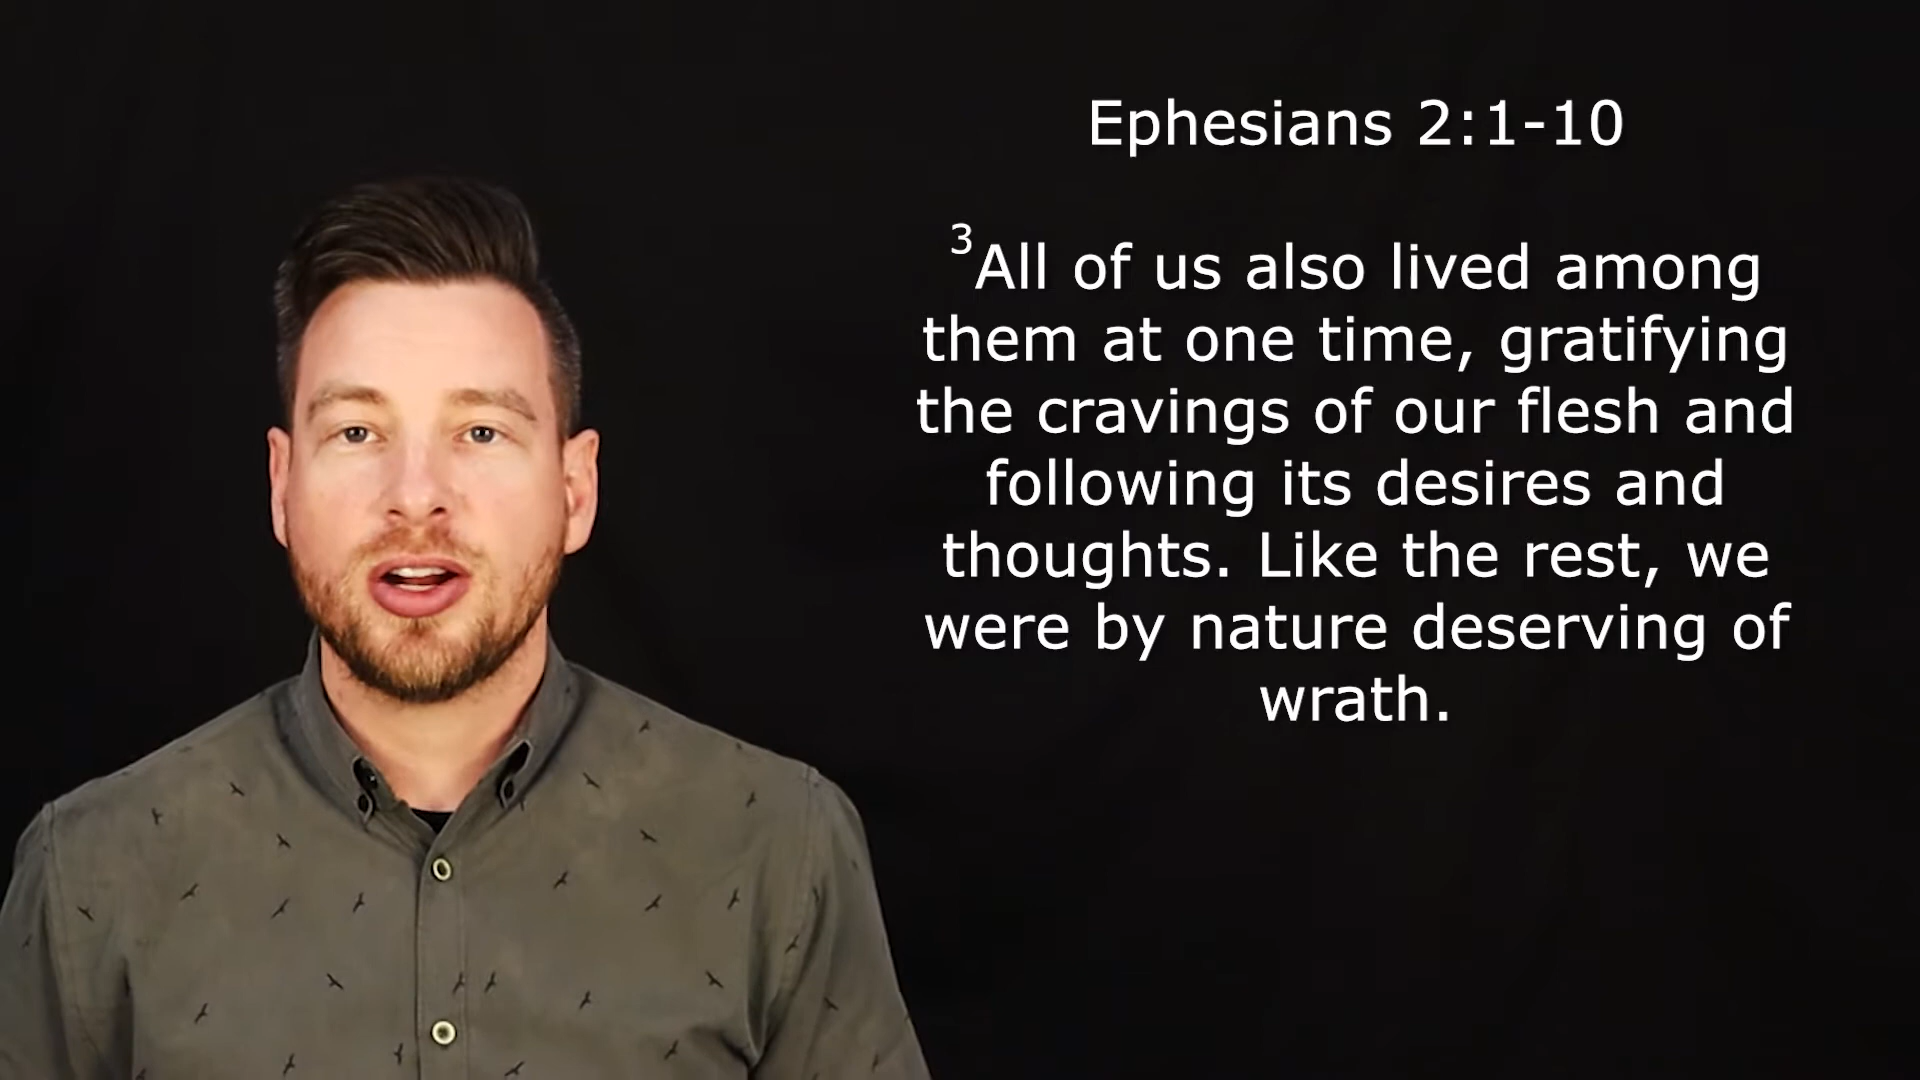 Ephesians 2:1-10
3All of us also lived among
them at one time, gratifying
the cravings of our flesh and
following its desires and
thoughts. Like the rest, we
were by nature deserving of
wrath.